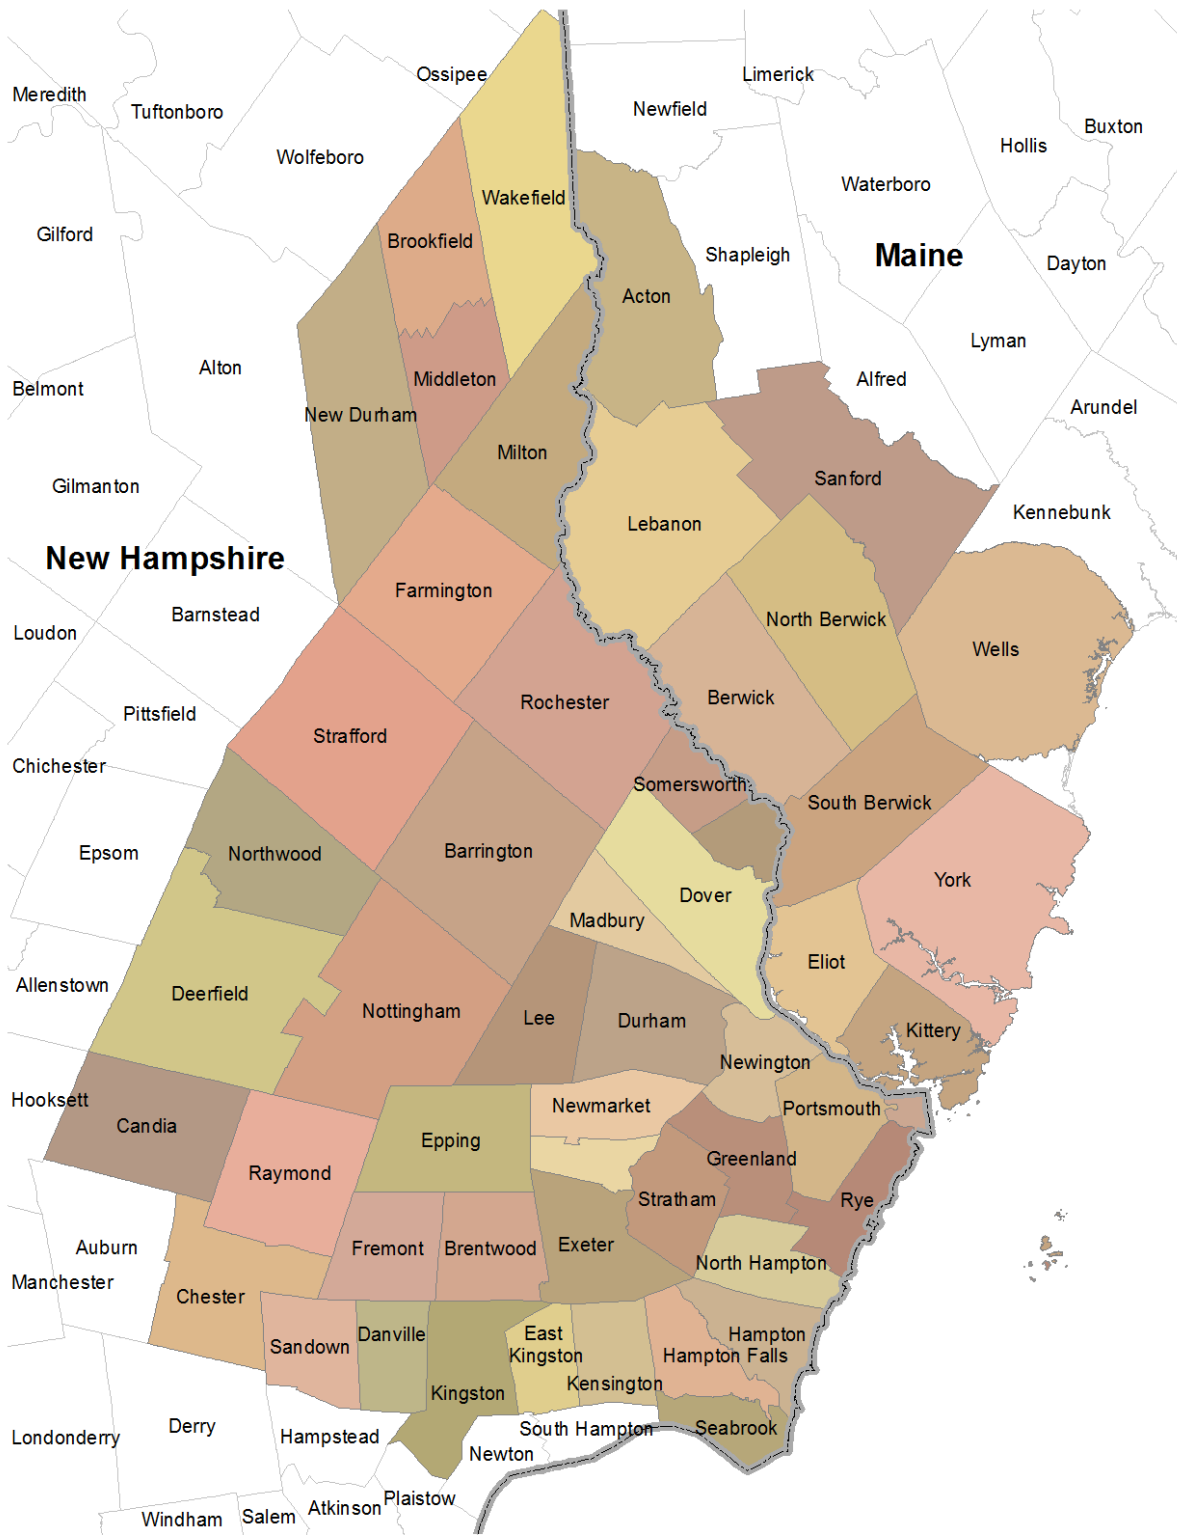 Ossipee
Limerick
Meredith
Tuftonboro
Newfield
Buxton
Hollis
Wolfeboro
Waterboro
Wakefield
Gilford
Brookfield
Shapleigh
Maine
Dayton
Acton
Lyman
Alton
Middleton
Alfred
Belmont
New Durham
Arundel
Milton
Sanford
Gilmanton
Kennebunk
Lebanon
New Hampshire
Farmington
Barnstead
North Berwick
Loudon
Wells
Rochester
Berwick
Pittsfield
Strafford
Chichester
Somersworth
South Berwick
Epsom
Northwood
Barrington
York
Dover
Madbury
Eliot
Allenstown
Deerfield
Nottingham
Lee
Durham
Kittery
Newington
Hooksett
Newmarket
Portsmouth
Candia
Epping
Greenland
Raymond
Stratham
Rye
Auburn
Fremont
Brentwood
Exeter
North Hampton
Manchester
Chester
Danville
East
Kingston
Hampton
Falls
Sandown
Hampton
Kensington
Kingston
Derry
Londonderry
Hampstead
South Hampton
Seabrook
Newton
Plaistow
Atkinson
Salem
Windham